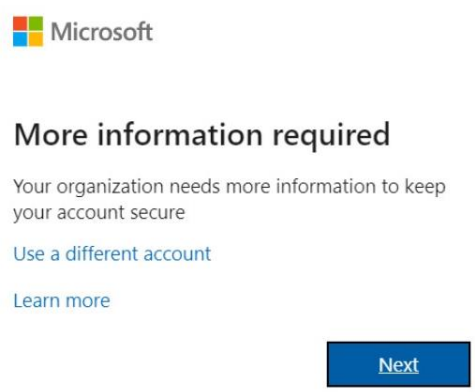 Microsoft
More information required
Your organization needs more information to keep
your account secure
Use a different account
Learn more
Next